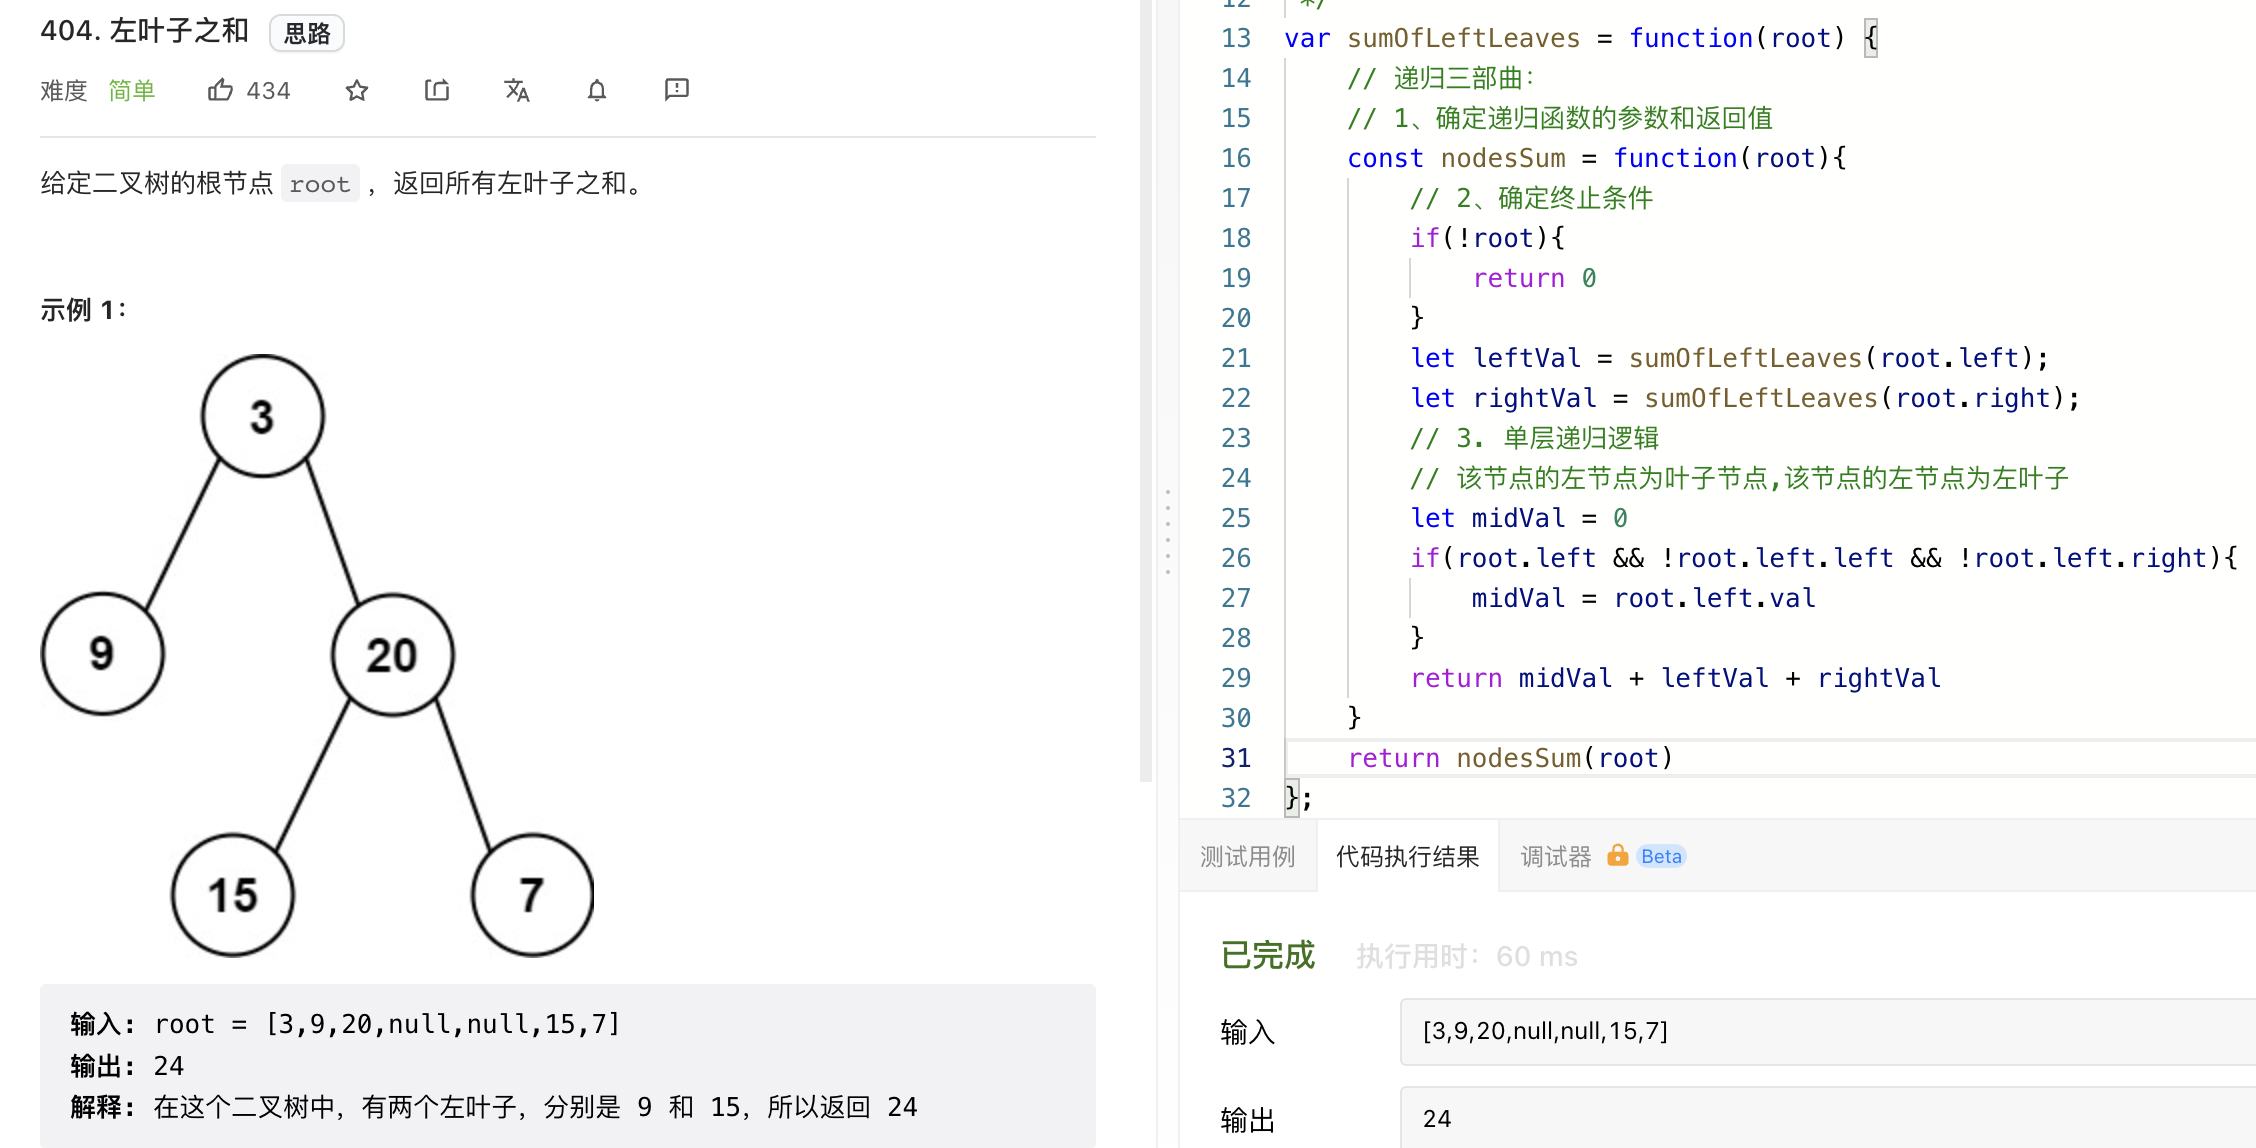 404. 左叶子之和 思路
难度 简单 434
给定二叉树的根节点 root ，返回所有左叶子之和。
示例 1：
3
9
20
15
7
输入：root = [3,9,20,null,null,15,7]
输出：24
解释：在这个二叉树中，有两个左叶子，分别是 9 和 15，所以返回 24
12 */
13 var sumOfLeftLeaves = function(root) {
14 // 递归三部曲：
15 // 1、确定递归函数的参数和返回值
16 const nodesSum = function(root){
17 // 2、确定终止条件
18 if(!root){
19 return 0
20 }
21 let leftVal = sumOfLeftLeaves(root.left);
22 let rightVal = sumOfLeftLeaves(root.right);
23 // 3. 单层递归逻辑
24 // 该节点的左节点为叶子节点,该节点的左节点为左叶子
25 let midVal = 0
26 if(root.left && !root.left.left && !root.left.right){
27 midVal = root.left.val
28 }
29 return midVal + leftVal + rightVal
30 }
31 return nodesSum(root)
32 };
测试用例 代码执行结果 调试器 Beta
已完成 执行用时：60 ms
输入 [3,9,20,null,null,15,7]
输出 24